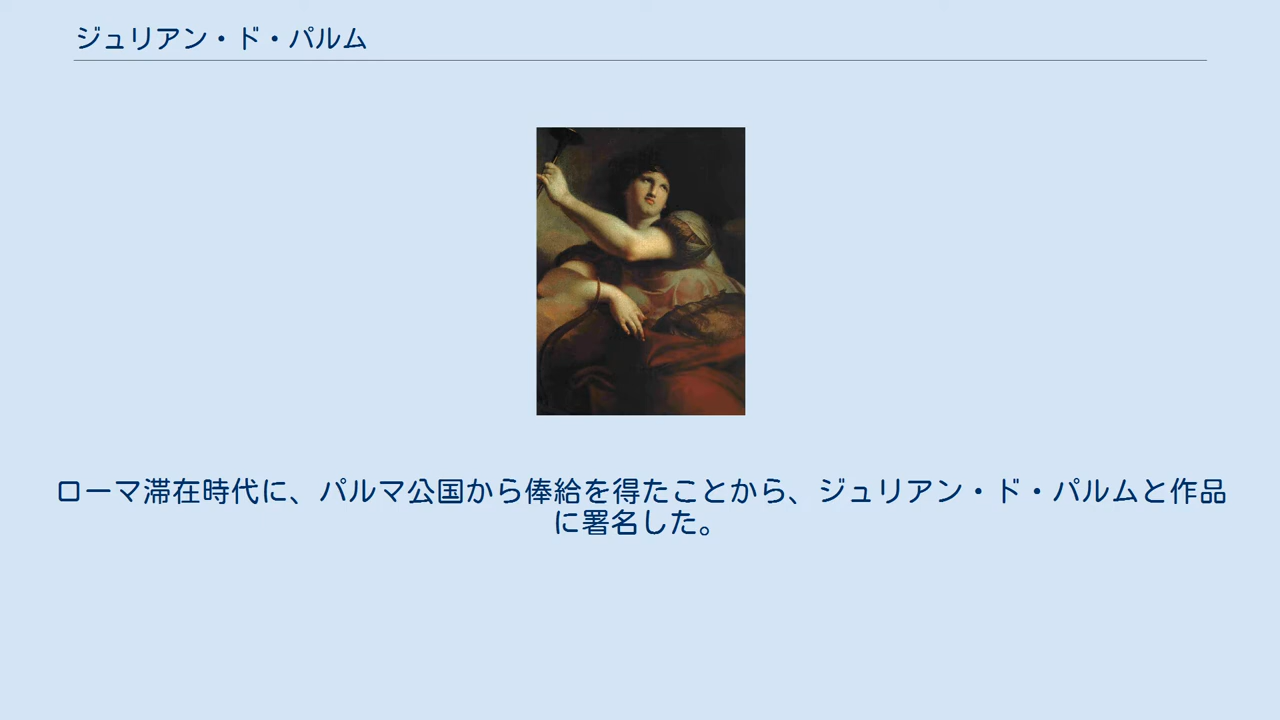 ジュリアン・ド・パルム
ローマ滞在時代に、パルマ公国から俸給を得たことから、ジュリアン・ド・パルムと作品
に署名した。